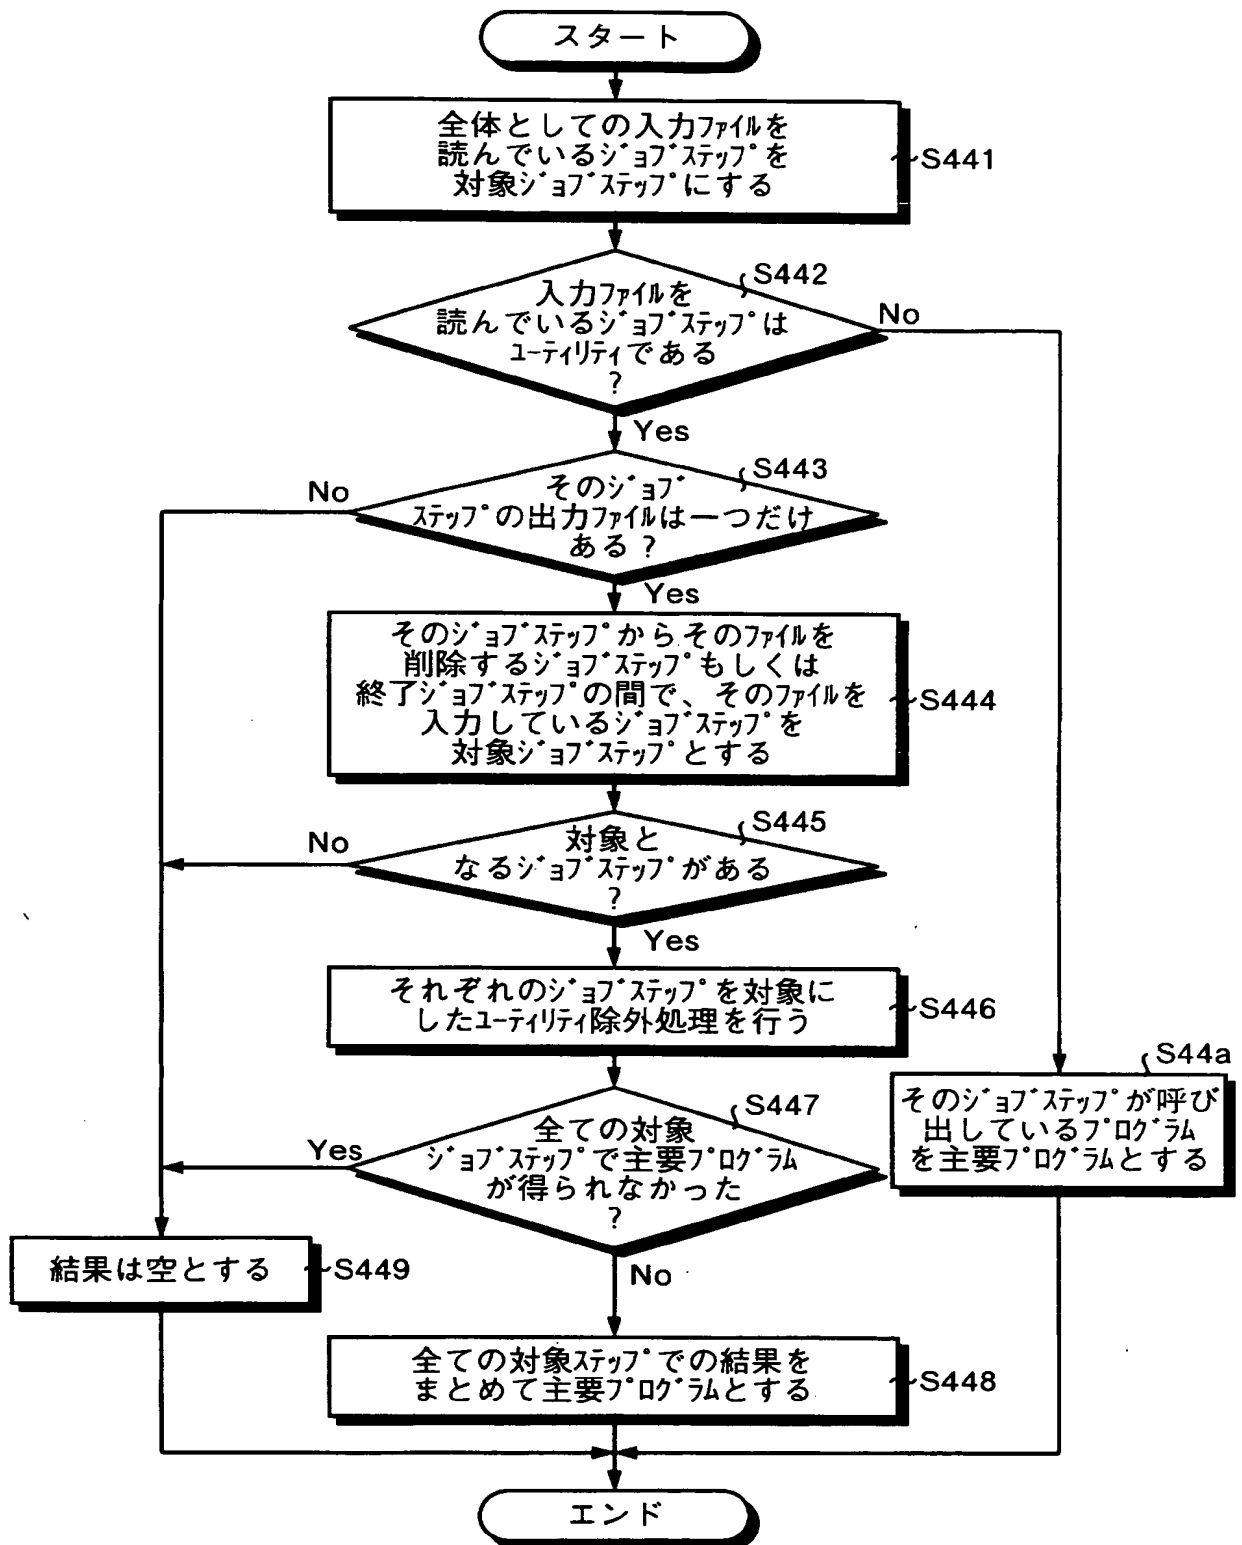 スタート
全体としての入力ファイルを
読んでいるジョブステップを
対象ジョブステップにする
S441
S442
入力ファイルを
読んでいるジョブステップは
ユーティリティである
?
No
Yes
S443
そのジョブ
ステップの出力ファイルは一つだけ
ある?
No
Yes
そのジョブステップからそのファイルを
削除するジョブステップもしくは
終了ジョブステップの間で、そのファイルを
入力しているジョブステップを
対象ジョブステップとする
S444
S445
対象と
なるジョブステップがある
?
No
Yes
それぞれのジョブステップを対象に
したユーティリティ除外処理を行う
S446
S447
全ての対象
ジョブステップで主要プログラム
が得られなかった
?
Yes
No
S44a
そのジョブステップが呼び
出しているプログラム
を主要プログラムとする
結果は空とする
S449
全ての対象ステップでの結果を
まとめて主要プログラムとする
S448
エンド